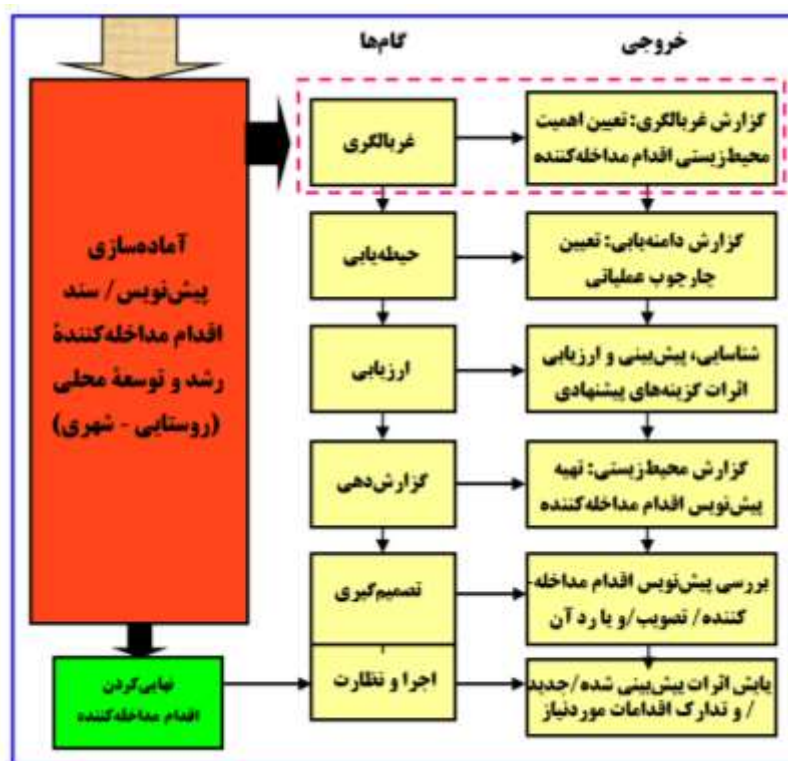 خروجی
گام‌ها
گزارش غربالگری: تعیین اهمیت
محیط‌زیستی اقدام مداخله‌کننده
غربالگری
گزارش دامنه‌یابی: تعیین
چارچوب عملیاتی
حیطه‌یابی
شناسایی، پیش‌بینی و ارزیابی
اثرات گزینه‌های پیشنهادی
ارزیابی
گزارش محیط‌زیستی: تهیه
پیش‌نویس اقدام مداخله‌کننده
گزارش‌دهی
بررسی پیش‌نویس اقدام مداخله-
کننده/ تصویب/و یا رد آن
تصمیم‌گیری
پایش اثرات پیش‌بینی شده/جدید
/ و تدارک اقدامات موردنیاز
اجرا و نظارت
آماده‌سازی
پیش‌نویس/ سند
اقدام مداخله‌کنندهٔ
رشد و توسعهٔ محلی
(روستایی - شهری)
نهایی‌کردن
اقدام مداخله‌کننده